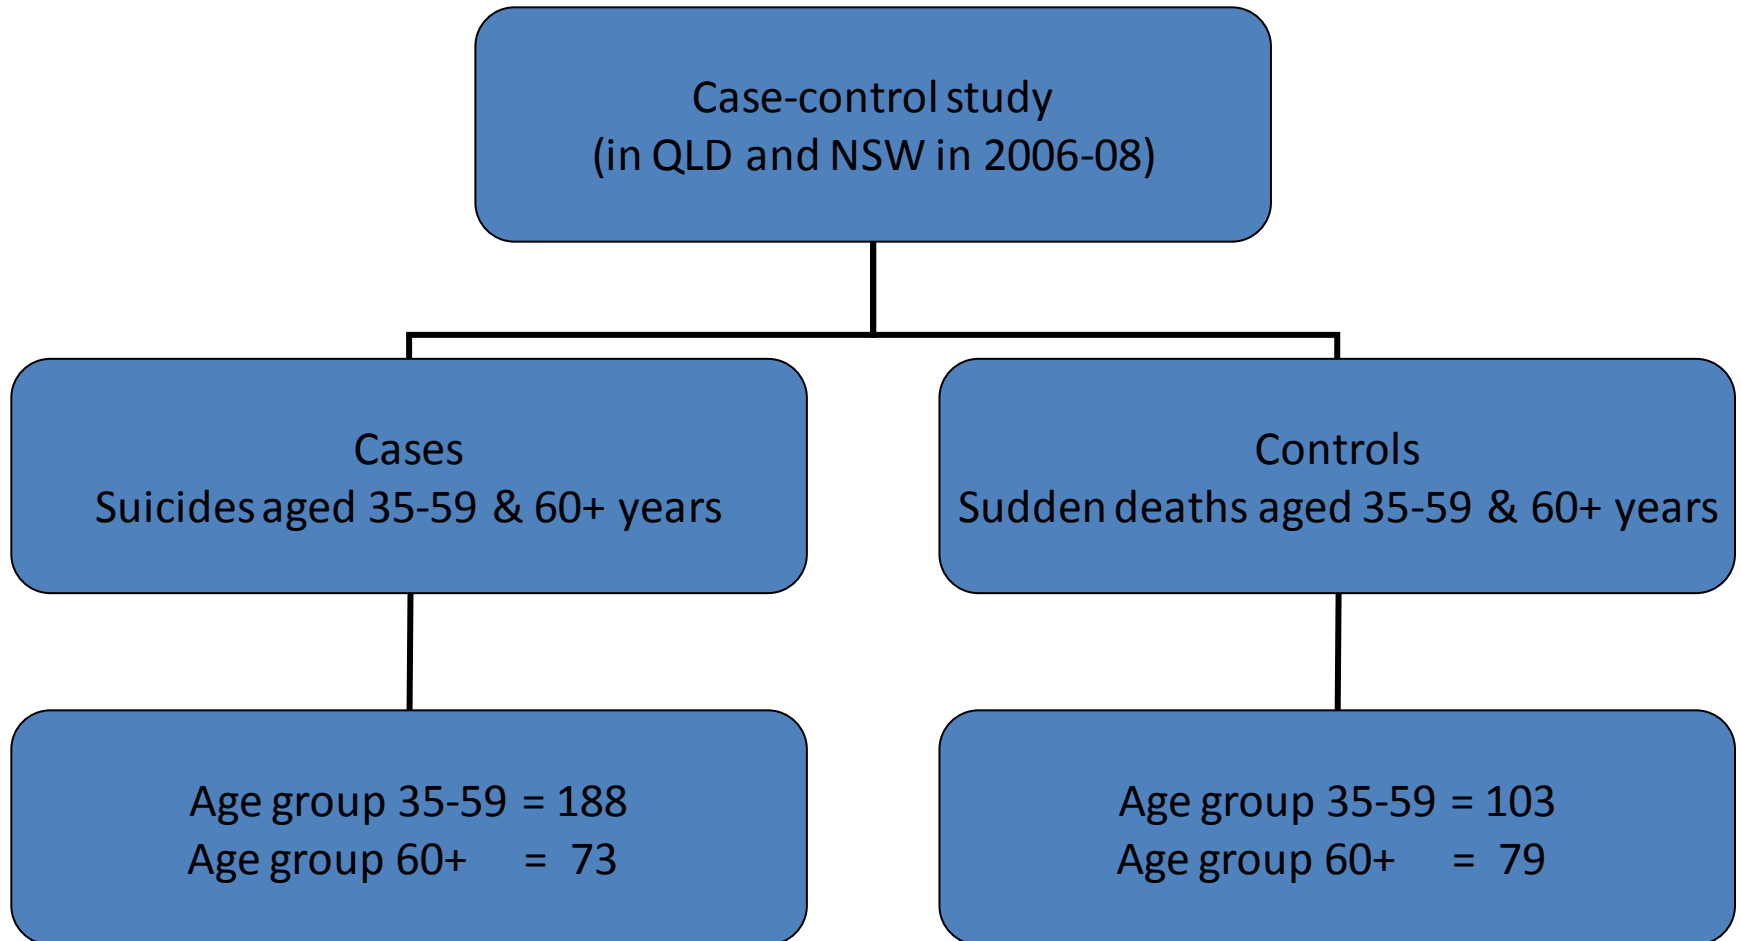 Case-control study
(in QLD and NSW in 2006-08)
Cases
Suicides aged 35-59 & 60+ years
Controls
Sudden deaths aged 35-59 & 60+ years
Age group 35-59 = 188
Age group 60+ = 73
Age group 35-59 = 103
Age group 60+ = 79